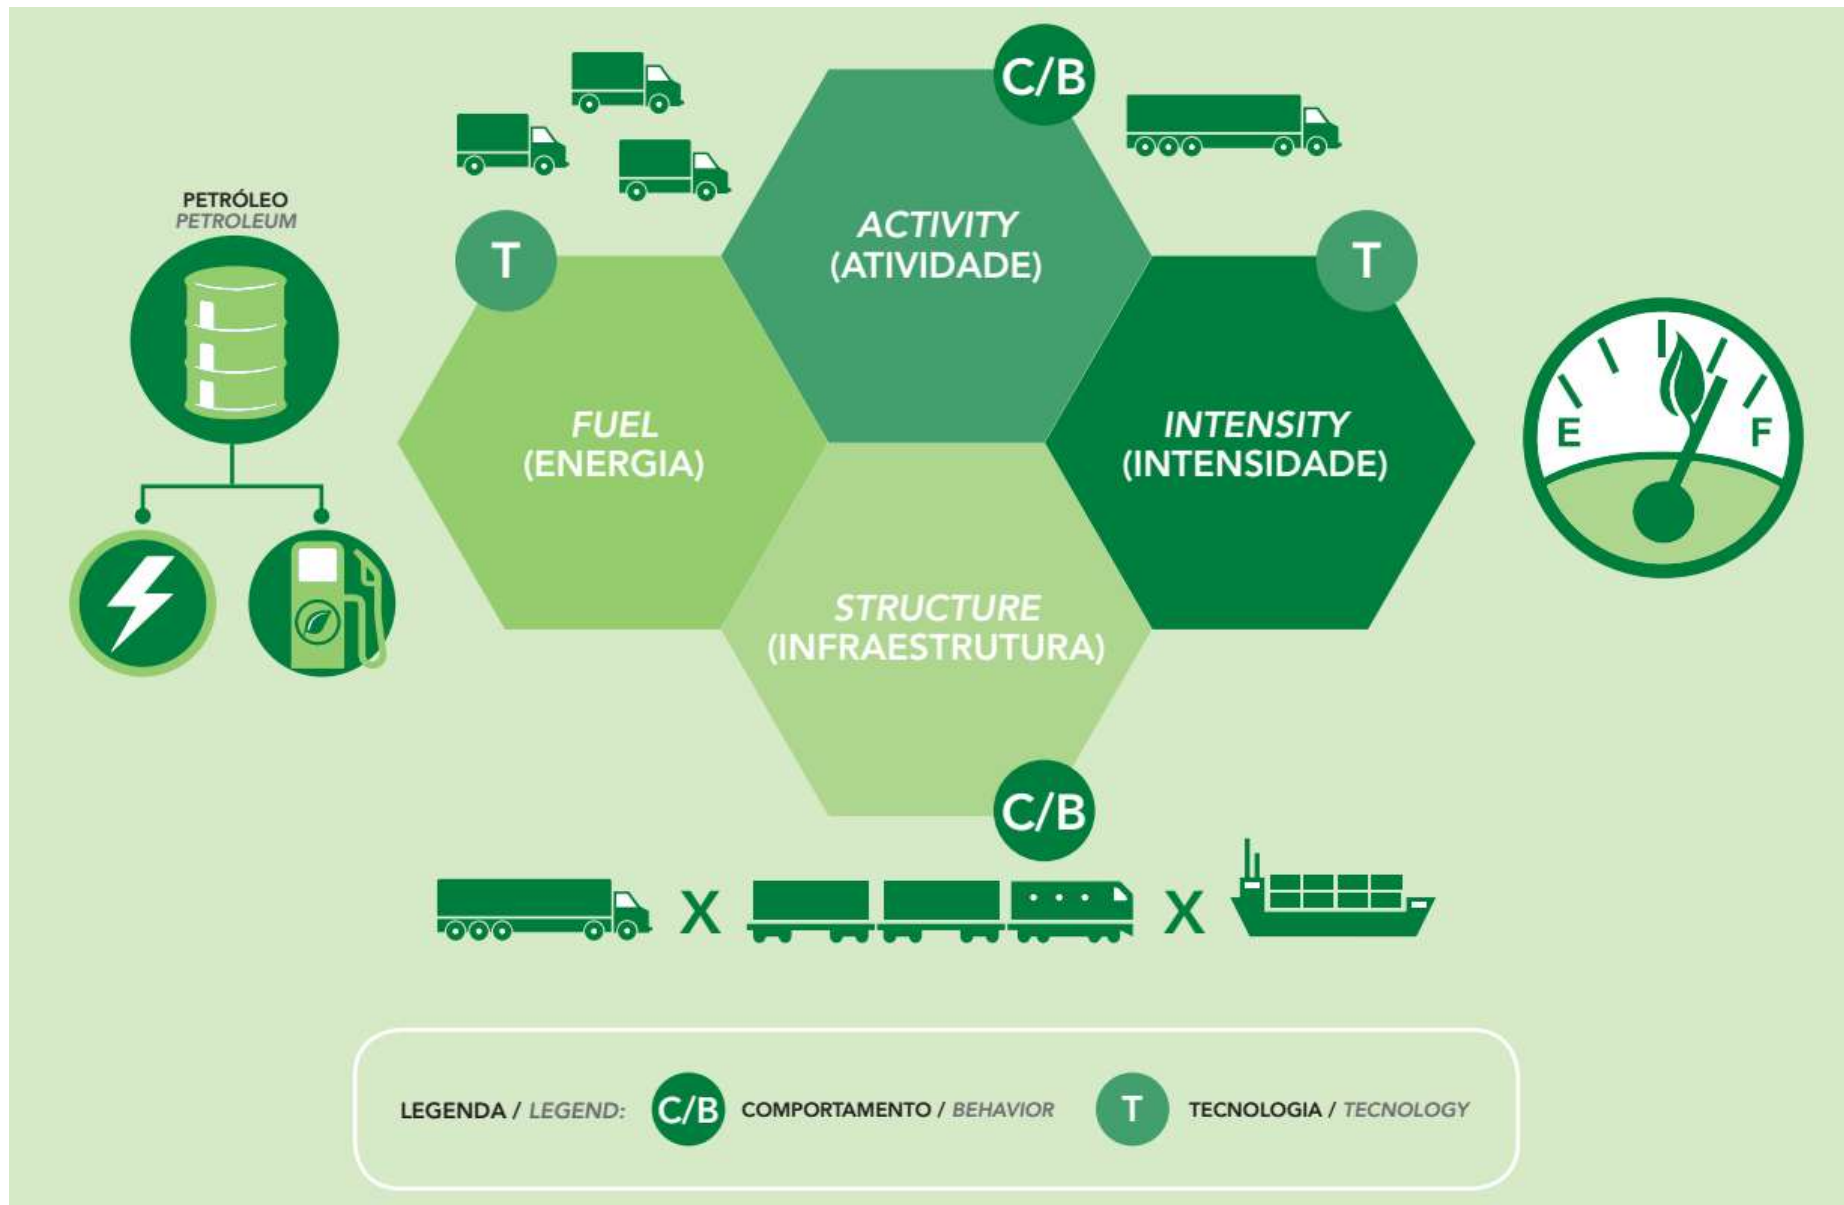 C/B
PETRÓLEO
PETROLEUM
T
ACTIVITY
(ATIVIDADE)
T
FUEL
(ENERGIA)
INTENSITY
(INTENSIDADE)
E
F
STRUCTURE
(INFRAESTRUTURA)
C/B
X
X
LEGENDA / LEGEND:
C/B
COMPORTAMENTO / BEHAVIOR
T
TECNOLOGIA / TECNOLOGY